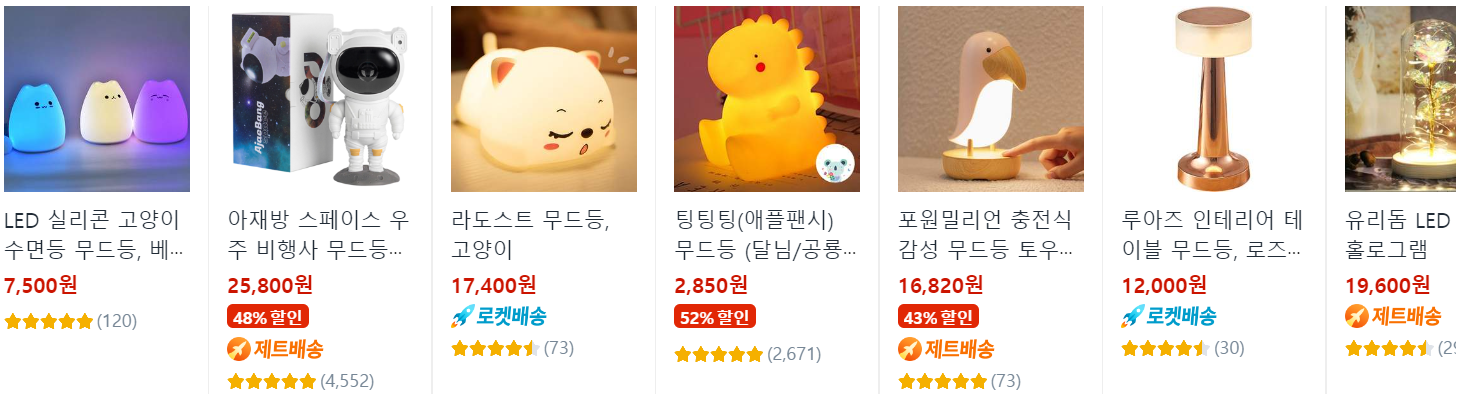 AjaeBang
LED 실리콘 고양이
수면등 무드등, 베...
7,500원
(120)
아재방 스페이스 우
주 비행사 무드등...
25,800원
48% 할인
제트배송
(4,552)
라도스트 무드등,
고양이
17,400원
로켓배송
(73)
팅팅팅(애플팬시)
무드등 (달님/공룡...
2,850원
52% 할인
(2,671)
포원밀리언 충전식
감성 무드등 토우...
16,820원
43% 할인
제트배송
(73)
루아즈 인테리어 테
이블 무드등, 로즈...
12,000원
로켓배송
(30)
유리돔 LED
홀로그램
19,600원
제트배송